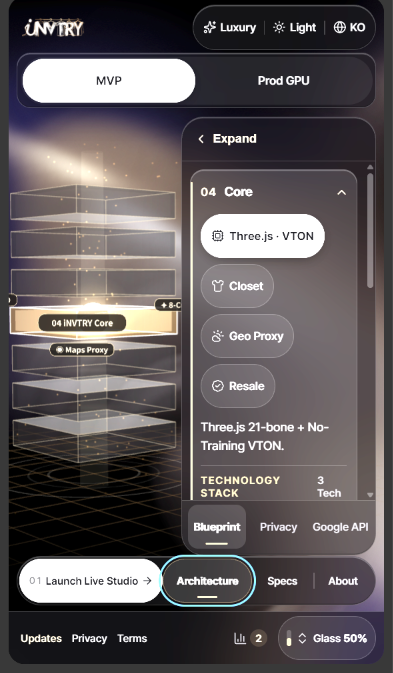 iNVTRY
Luxury
Light
KO
MVP
Prod GPU
Expand
04 Core
Three.js · VTON
Closet
Geo Proxy
Resale
Three.js 21-bone + No-
Training VTON.
TECHNOLOGY
STACK
3
Tech
04 iNVTRY Core
Maps Proxy
Blueprint
Privacy
Google API
01 Launch Live Studio →
Architecture
Specs
About
Updates
Privacy
Terms
2
Glass 50%